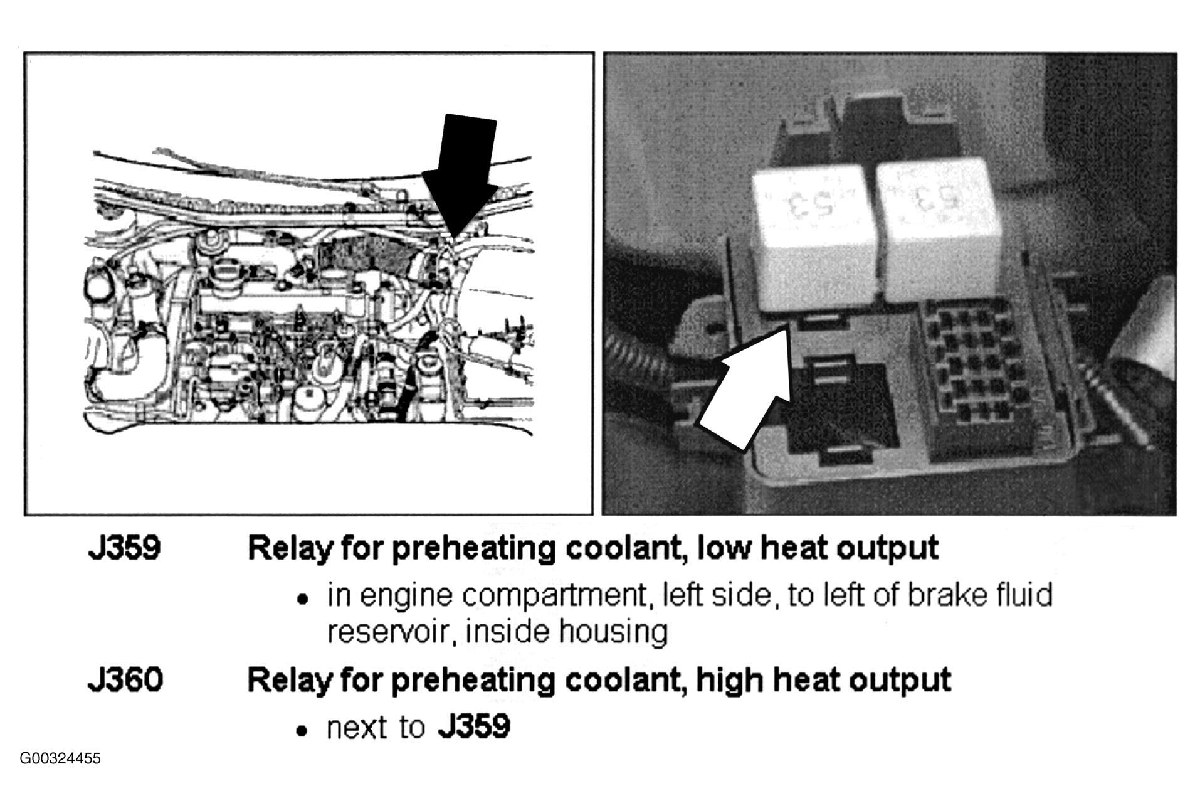 53 53
J359 Relay for preheating coolant, low heat output
• in engine compartment, left side, to left of brake fluid
reservoir, inside housing
J360 Relay for preheating coolant, high heat output
• next to J359
G00324455